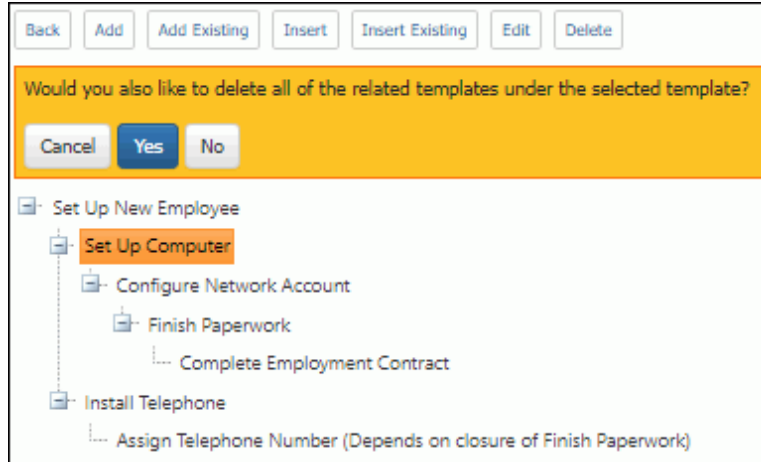 Back Add Add Existing Insert Insert Existing Edit Delete
Would you also like to delete all of the related templates under the selected template?
Cancel Yes No
Set Up New Employee
Set Up Computer
Configure Network Account
Finish Paperwork
Complete Employment Contract
Install Telephone
Assign Telephone Number (Depends on closure of Finish Paperwork)